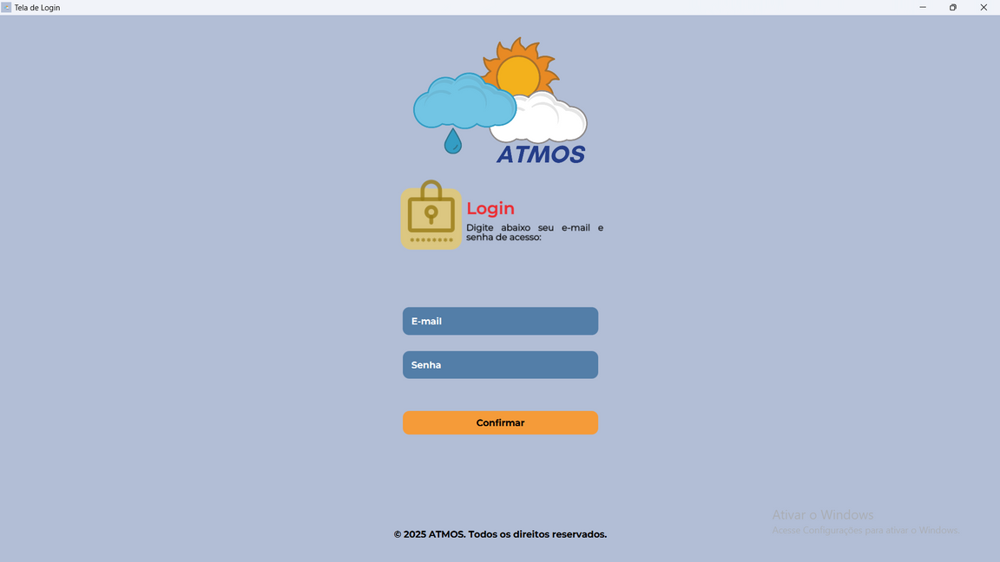 Tela de Login
ATMOS
Login
Digite abaixo seu e-mail e
senha de acesso:
E-mail
Senha
Confirmar
Ativar o Windows
Acesse Configurações para ativar o Windows.
© 2025 ATMOS. Todos os direitos reservados.